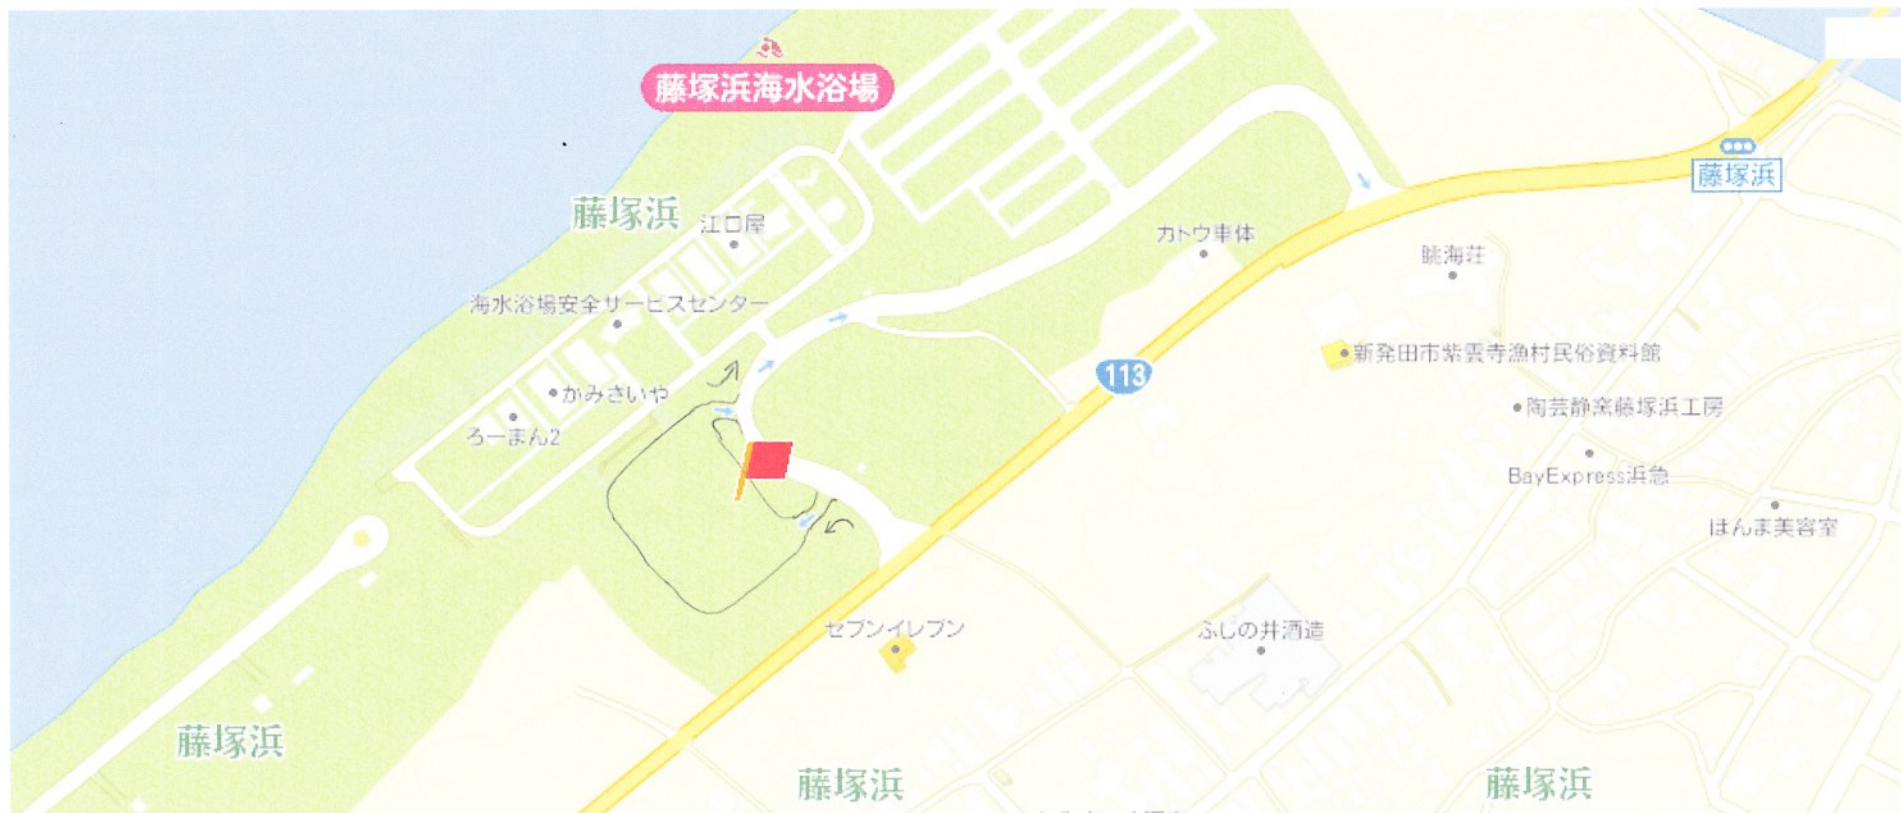 藤塚浜海水浴場
藤塚浜
藤塚浜
江口屋
カトウ車体
眺海荘
海水浴場安全サービスセンター
新発田市紫雲寺漁村民俗資料館
113
かみさいや
陶芸静窯藤塚浜工房
ろーまん2
BayExpress浜急
ほんま美容室
セブンイレブン
ふじの井酒造
藤塚浜
藤塚浜
藤塚浜